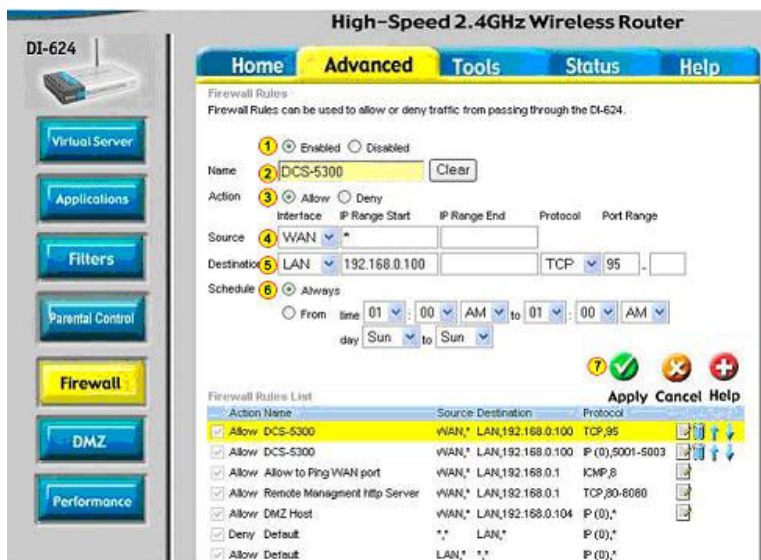 High-Speed 2.4GHz Wireless Router
DI-624
Home Advanced Tools Status Help
Virtual Server
Applications
Filters
Parental Control
Firewall
DMZ
Performance
Firewall Rules
Firewall Rules can be used to allow or deny traffic from passing through the DI-624.
1 Enabled Disabled
Name 2 DCS-5300 Clear
Action 3 Allow Deny
Interface IP Range Start IP Range End Protocol Port Range
Source 4 WAN *
Destination 5 LAN 192.168.0.100 TCP 95 -
Schedule 6 Always
From time 01 : 00 AM to 01 : 00 AM
day Sun to Sun
7
Apply Cancel Help
Firewall Rules List
Action Name Source Destination Protocol
Allow DCS-5300 WAN,* LAN,192.168.0.100 TCP,95
Allow DCS-5300 WAN,* LAN,192.168.0.100 IP (0),5001-5003
Allow Allow to Ping WAN port WAN,* LAN,192.168.0.1 ICMP,8
Allow Remote Managment http Server WAN,* LAN,192.168.0.1 TCP,80-8080
Allow DMZ Host WAN,* LAN,192.168.0.104 IP (0),*
Deny Default *,* LAN,* IP (0),*
Allow Default LAN,* *,* IP (0),*